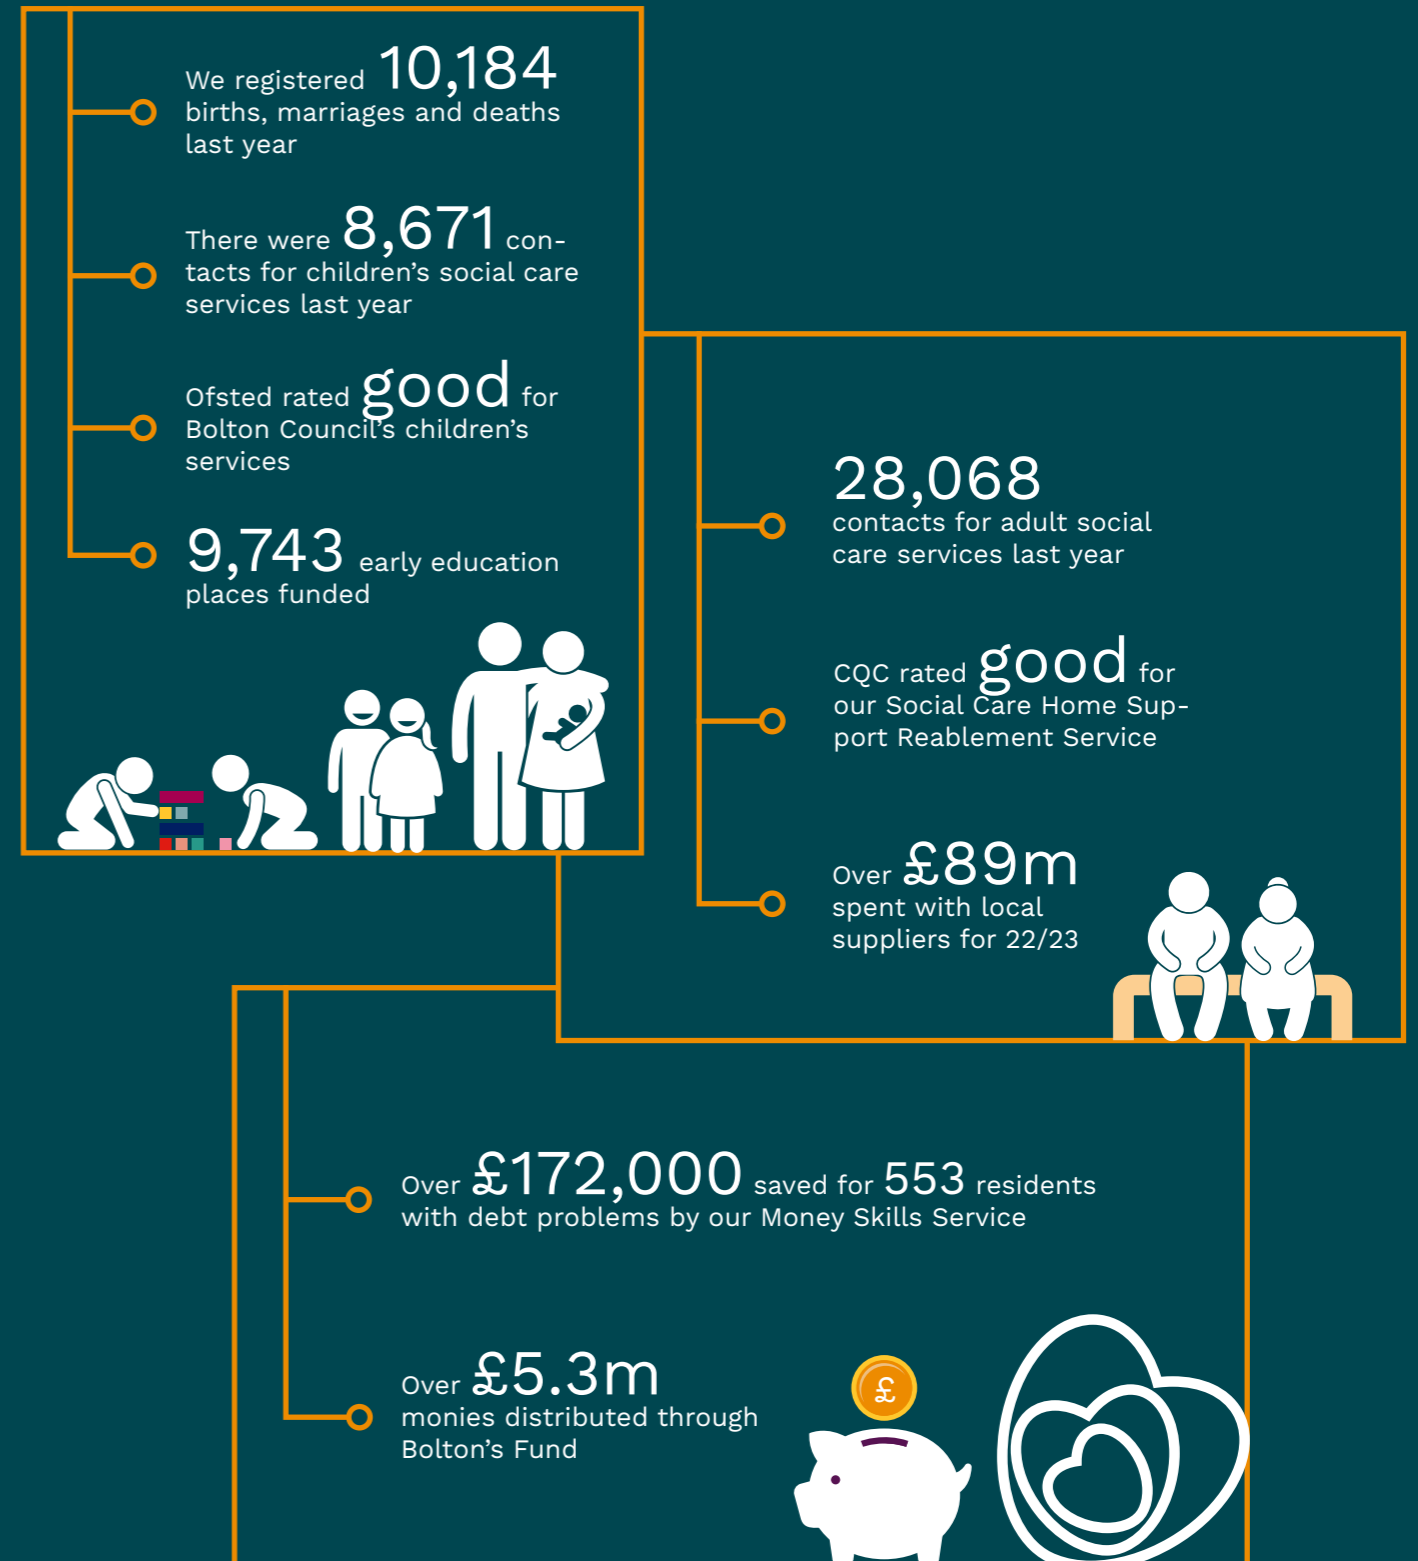 We registered 10,184
births, marriages and deaths
last year
There were 8,671 con-
tacts for children’s social care
services last year
Ofsted rated good for
Bolton Council’s children’s
services
9,743 early education
places funded
28,068
contacts for adult social
care services last year
CQC rated good for
our Social Care Home Sup-
port Reablement Service
Over £89m
spent with local
suppliers for 22/23
Over £172,000 saved for 553 residents
with debt problems by our Money Skills Service
Over £5.3m
monies distributed through
Bolton’s Fund
£